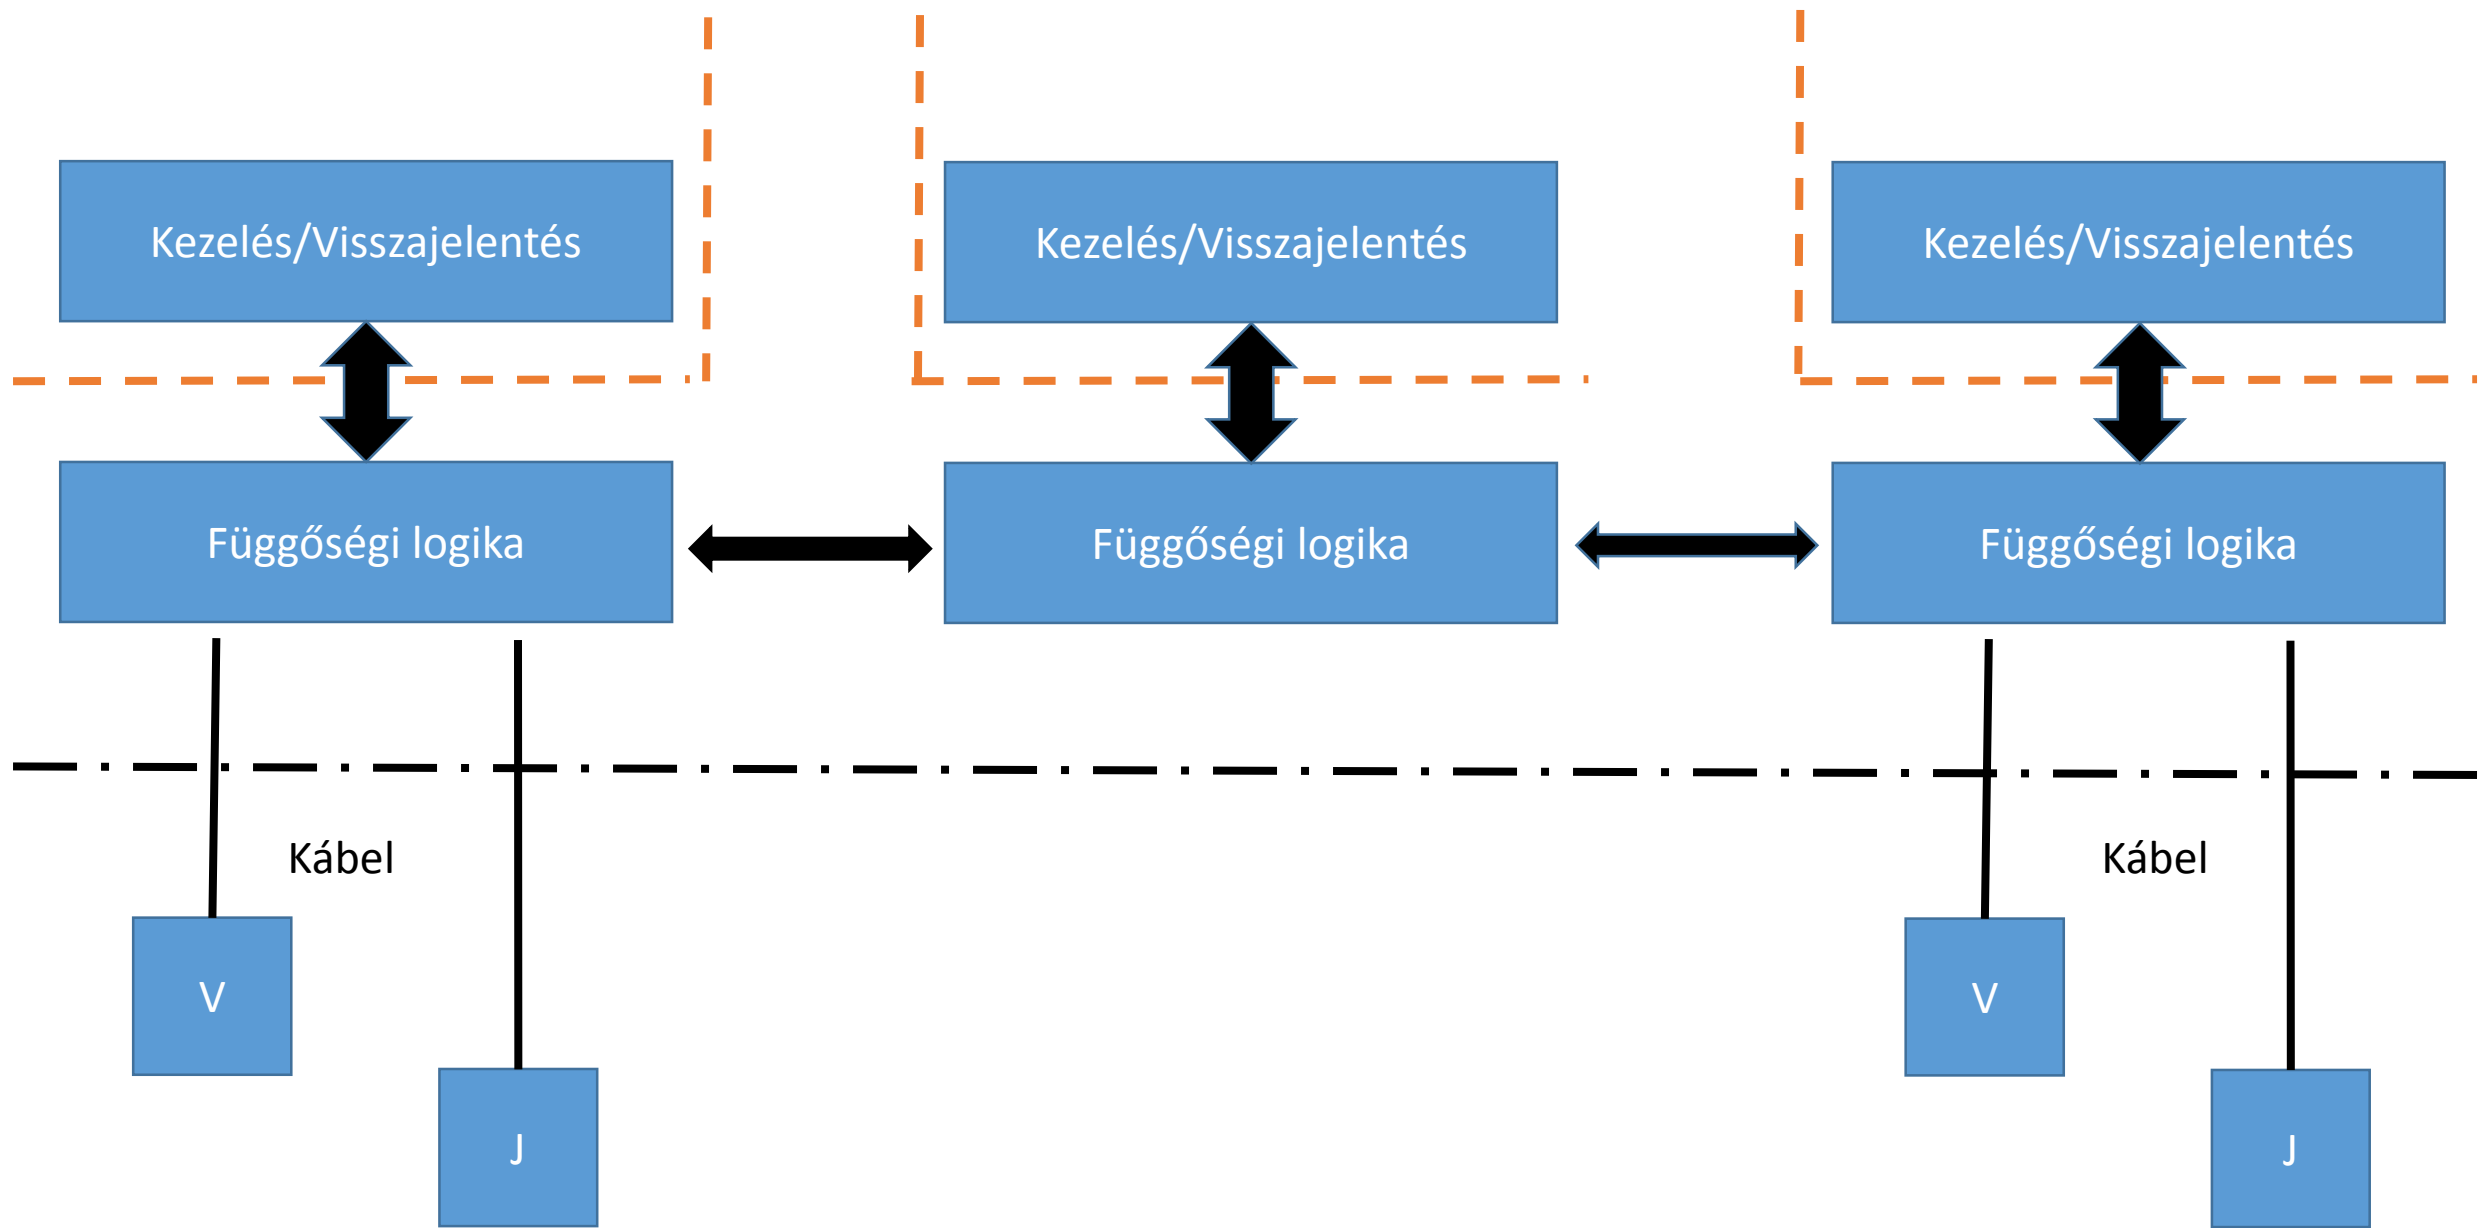 Kezelés/Visszajelentés
Kezelés/Visszajelentés
Kezelés/Visszajelentés
Függőségi logika
Függőségi logika
Függőségi logika
Kábel
Kábel
V
V
J
J